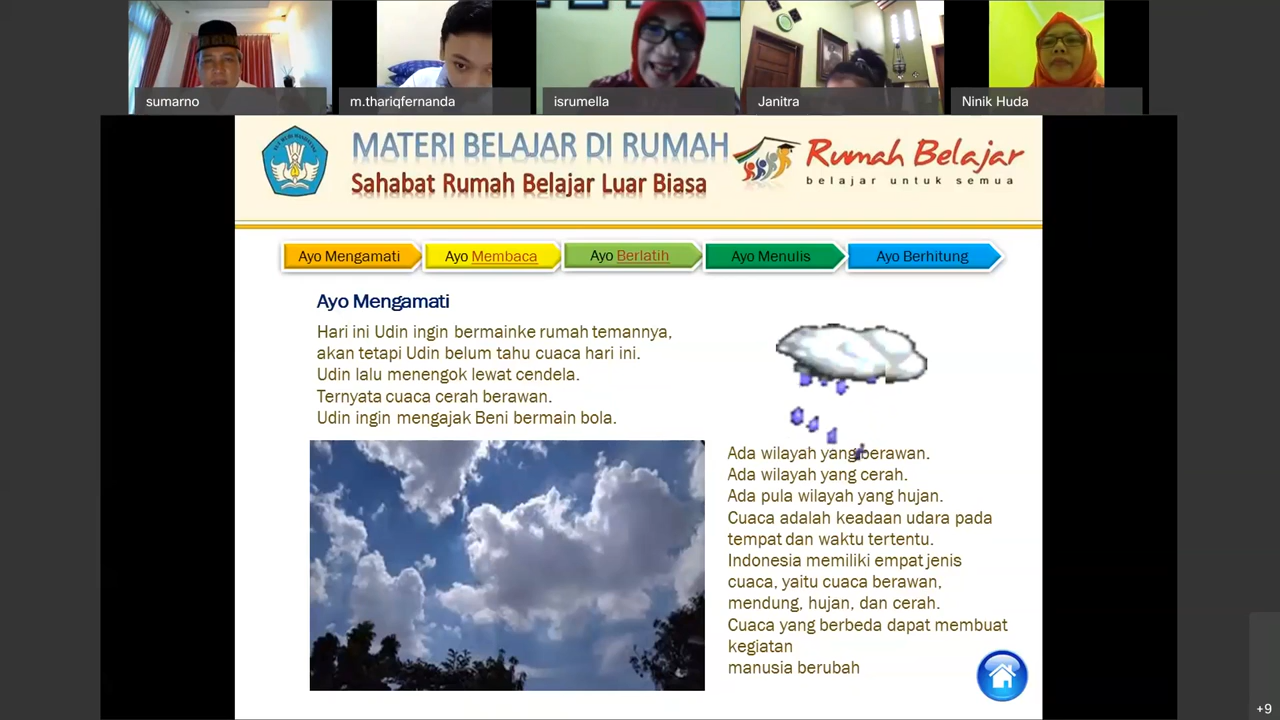 sumarno
m.thariqfernanda
isrumella
Janitra
Ninik Huda
MATERI BELAJAR DI RUMAH
Sahabat Rumah Belajar Luar Biasa
Rumah Belajar
belajar untuk semua
Ayo Mengamati
Ayo Membaca
Ayo Berlatih
Ayo Menulis
Ayo Berhitung
Ayo Mengamati
Hari ini Udin ingin bermainke rumah temannya,
akan tetapi Udin belum tahu cuaca hari ini.
Udin lalu menengok lewat cendela.
Ternyata cuaca cerah berawan.
Udin ingin mengajak Beni bermain bola.
Ada wilayah yang berawan.
Ada wilayah yang cerah.
Ada pula wilayah yang hujan.
Cuaca adalah keadaan udara pada
tempat dan waktu tertentu.
Indonesia memiliki empat jenis
cuaca, yaitu cuaca berawan,
mendung, hujan, dan cerah.
Cuaca yang berbeda dapat membuat
kegiatan
manusia berubah
+9